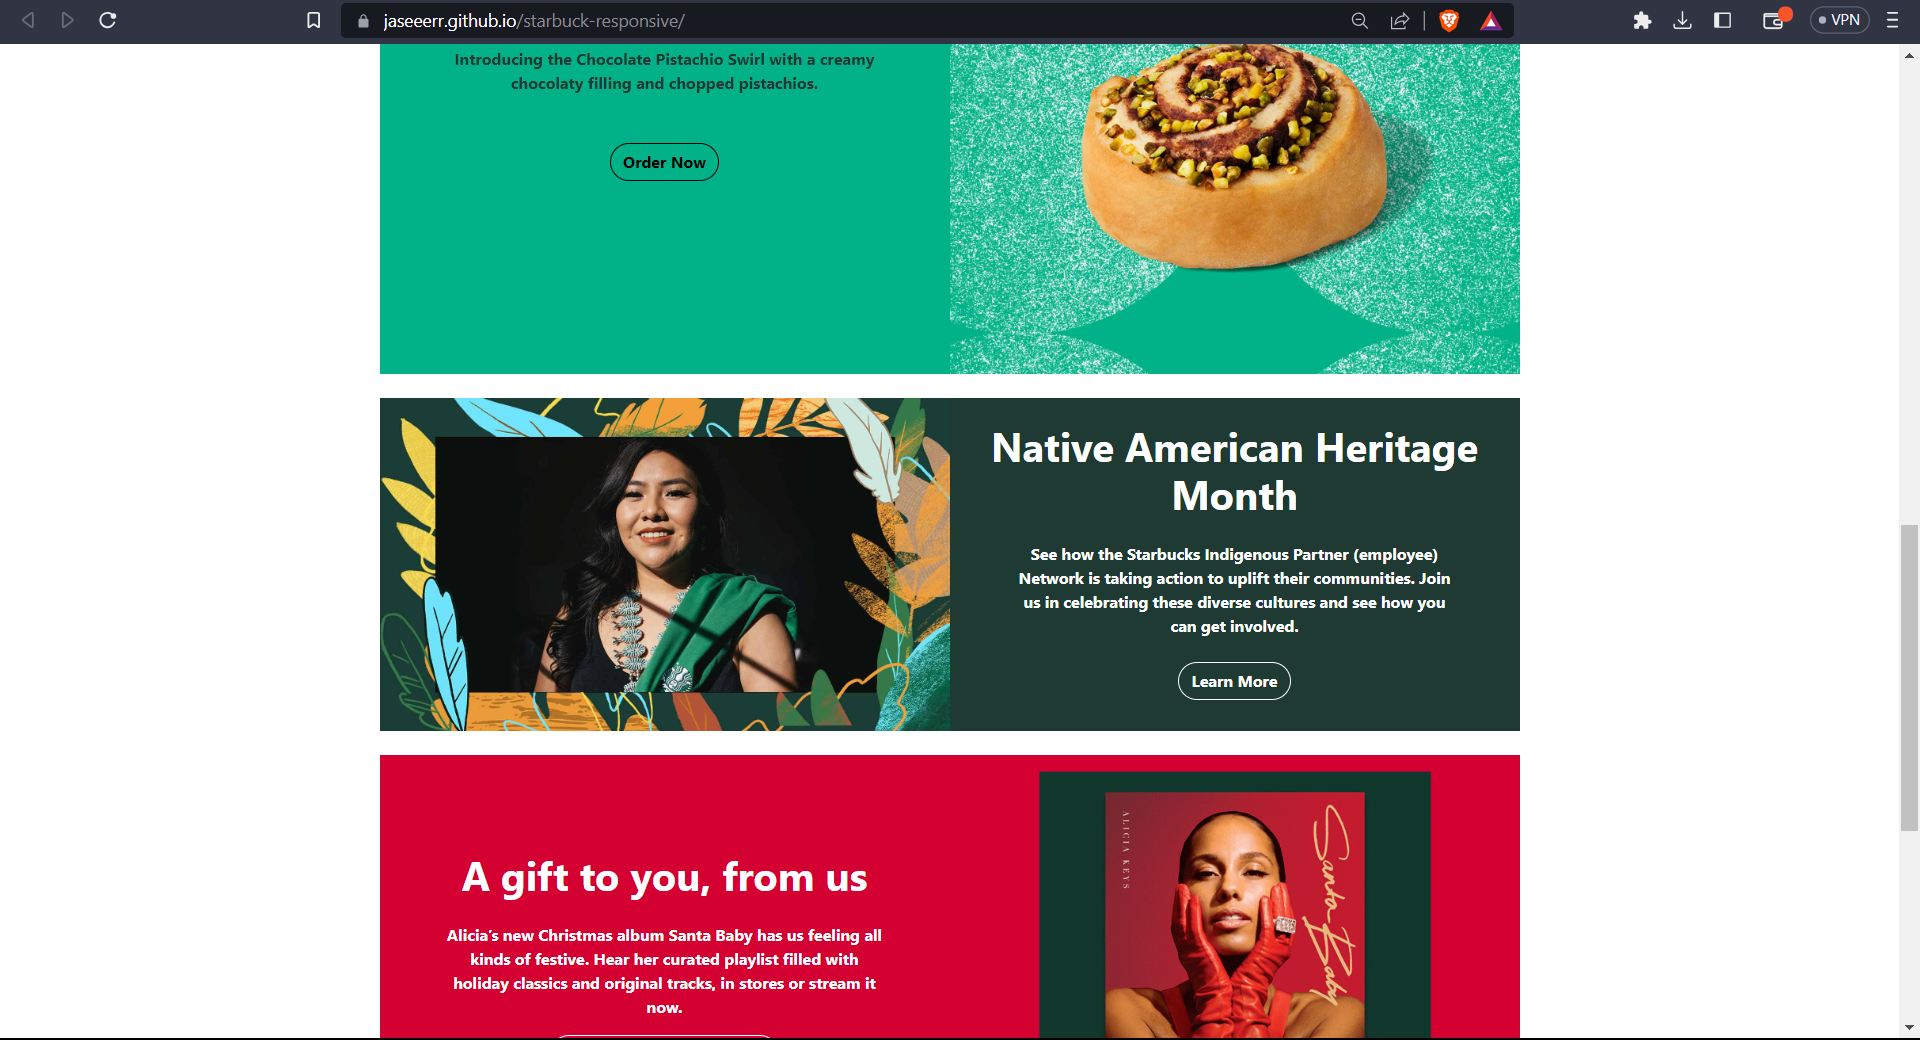 jaseeerr.github.io/starbuck-responsive/
VPN
Introducing the Chocolate Pistachio Swirl with a creamy
chocolaty filling and chopped pistachios.
Order Now
Native American Heritage
Month
See how the Starbucks Indigenous Partner (employee)
Network is taking action to uplift their communities. Join
us in celebrating these diverse cultures and see how you
can get involved.
Learn More
A gift to you, from us
Alicia’s new Christmas album Santa Baby has us feeling all
kinds of festive. Hear her curated playlist filled with
holiday classics and original tracks, in stores or stream it
now.
ALICIA KEYS
Santa Baby